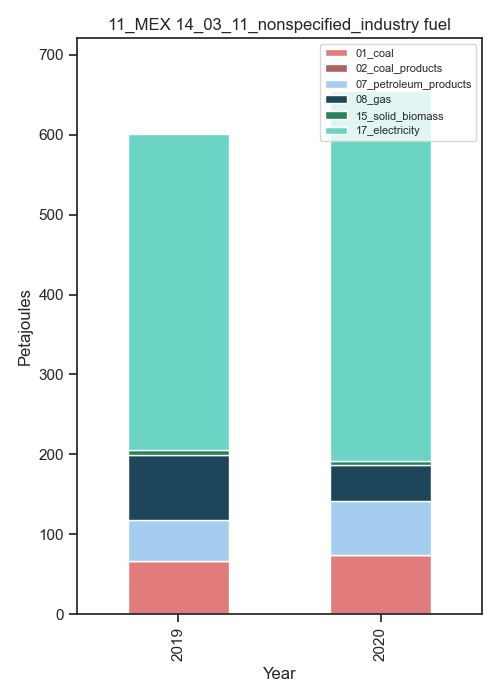 11_MEX 14_03_11_nonspecified_industry fuel
01_coal
02_coal_products
07_petroleum_products
08_gas
15_solid_biomass
17_electricity
Petajoules
700
600
500
400
300
200
100
0
2019
2020
Year